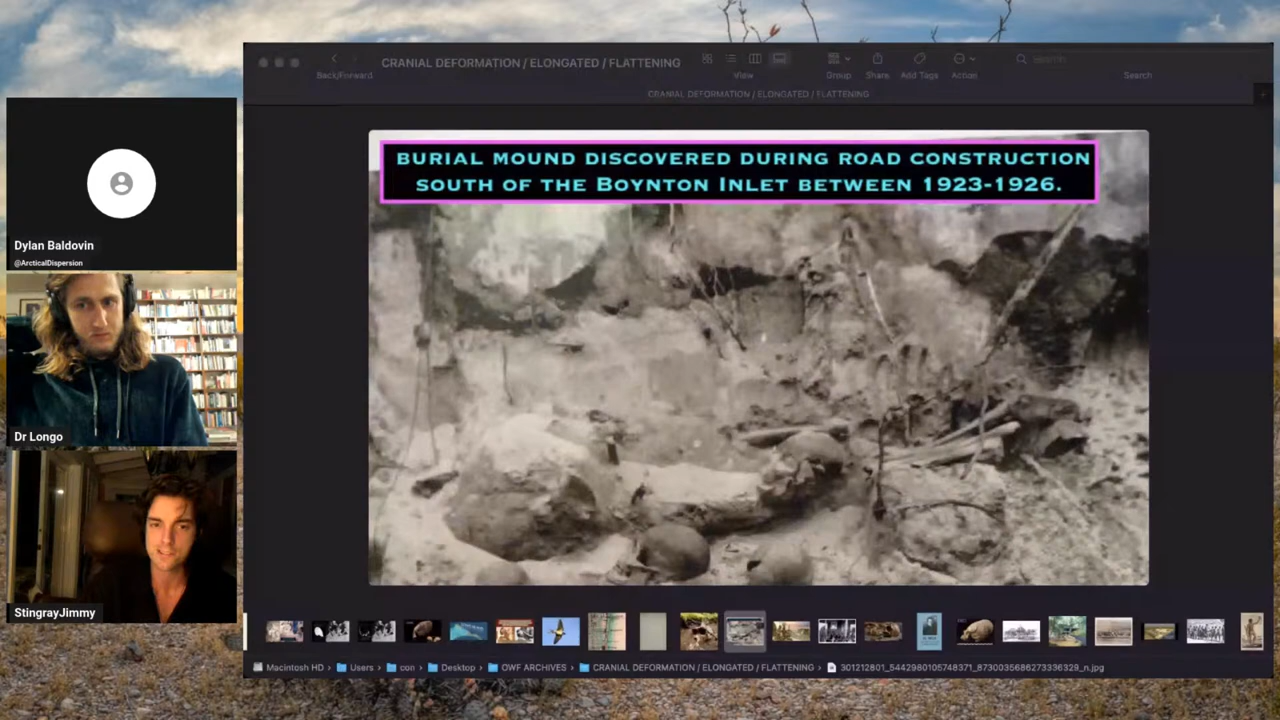 CRANIAL DEFORMATION / ELONGATED / FLATTENING
Back/Forward
View
Group
Share
Add Tags
Action
Search
Search
CRANIAL DEFORMATION / ELONGATED / FLATTENING
BURIAL MOUND DISCOVERED DURING ROAD CONSTRUCTION
SOUTH OF THE BOYNTON INLET BETWEEN 1923-1926.
Dylan Baldovin
@ArcticalDispersion
Dr Longo
StingrayJimmy
Macintosh HD › Users › con › Desktop › OWF ARCHIVES › CRANIAL DEFORMATION / ELONGATED / FLATTENING › 301212801_5442980105748371_8730035686273336329_n.jpg